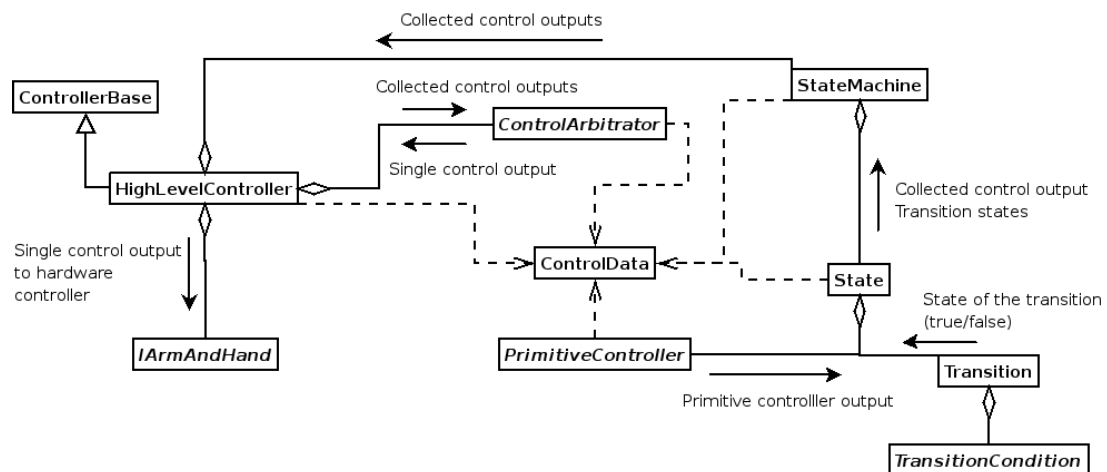 Collected control outputs
ControllerBase
Collected control outputs
StateMachine
ControlArbitrator
Single control output
HighLevelController
Collected control output
Transition states
Single control output
to hardware
controller
ControlData
State
State of the transition
(true/false)
IArmAndHand
PrimitiveController
Transition
Primitive controlller output
TransitionCondition